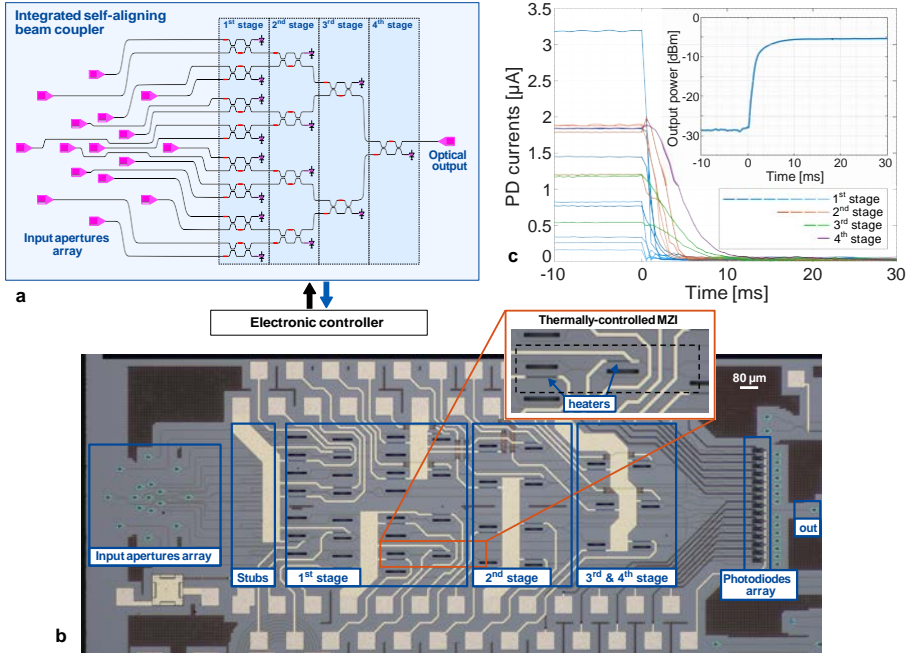 Integrated self-aligning
beam coupler
1st stage
2nd stage
3rd stage
4th stage
Optical
output
Input apertures
array
a
PD currents [µA]
4
3.5
3
2.5
2
1.5
1
0.5
0
-10
0
10
20
30
Time [ms]
c
Output power [dBm]
0
-10
-20
-30
-10
0
10
20
30
Time [ms]
1st stage
2nd stage
3rd stage
4th stage
Electronic controller
Thermally-controlled MZI
heaters
80 µm
Input apertures array
Stubs
1st stage
2nd stage
3rd & 4th stage
Photodiodes
array
out
b